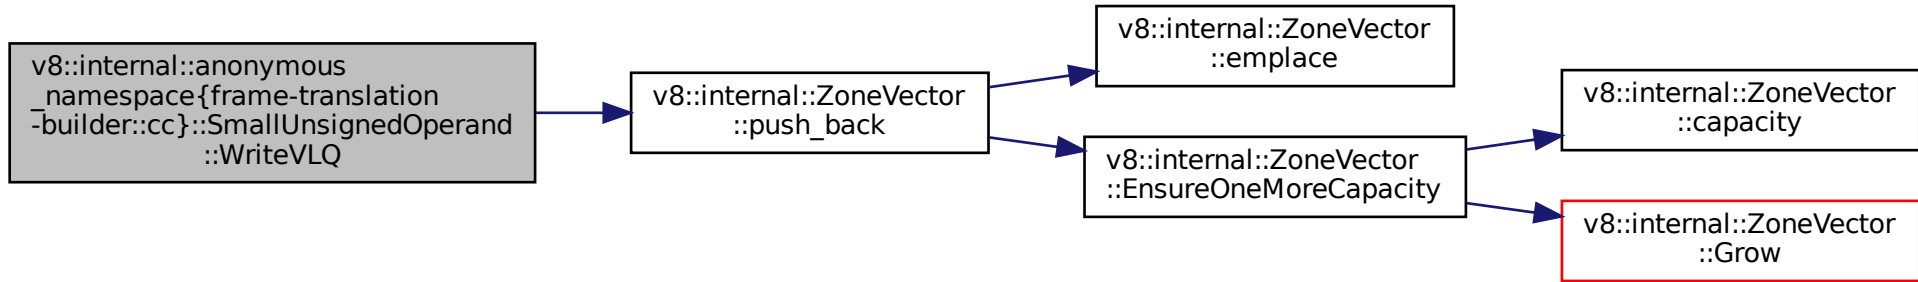 v8::internal::anonymous
_namespace{frame-translation
-builder::cc}::SmallUnsignedOperand
::WriteVLQ
v8::internal::ZoneVector
::push_back
v8::internal::ZoneVector
::emplace
v8::internal::ZoneVector
::EnsureOneMoreCapacity
v8::internal::ZoneVector
::capacity
v8::internal::ZoneVector
::Grow